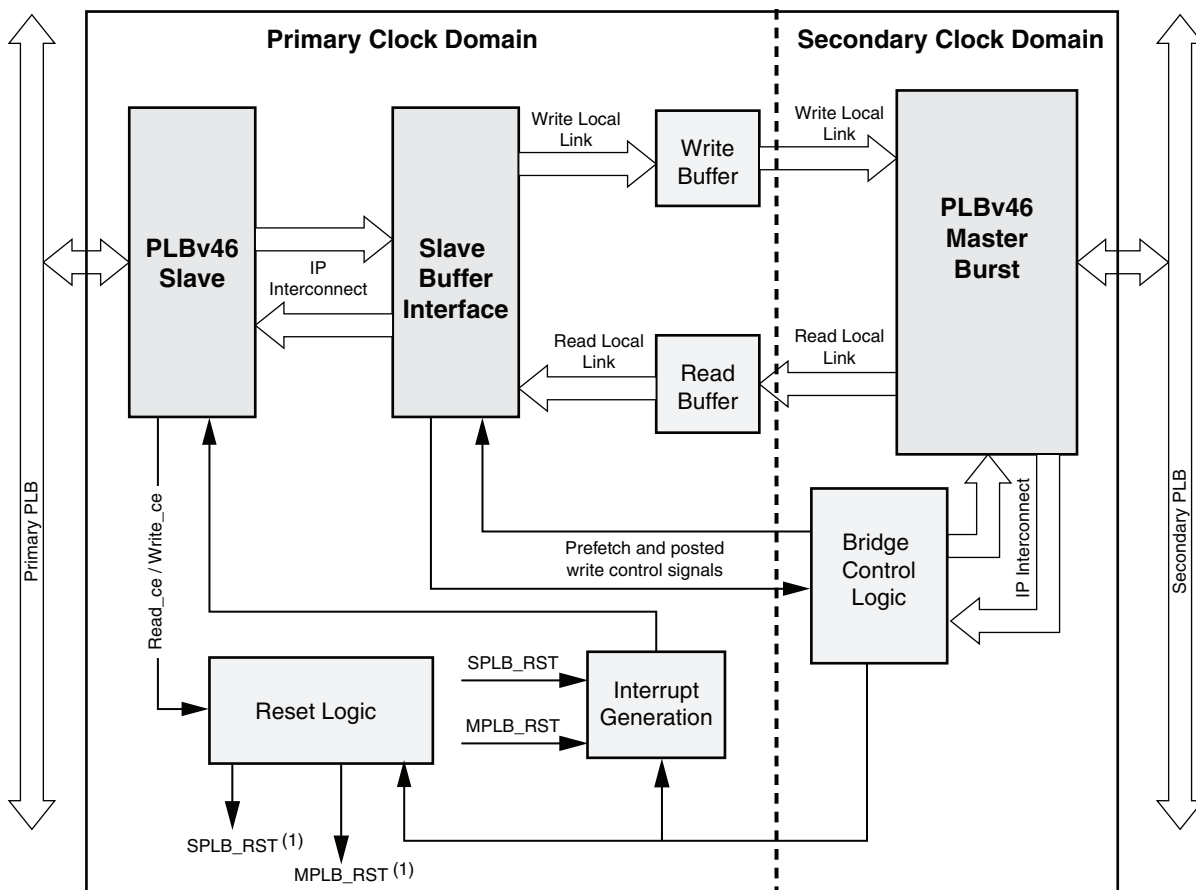 Primary Clock Domain
Secondary Clock Domain
Write Local
Link
Write Local
Link
Write
Buffer
PLBv46
Slave
IP
Interconnect
Slave
Buffer
Interface
PLBv46
Master
Burst
Read Local
Link
Read Local
Link
Read
Buffer
Primary PLB
Secondary PLB
Read_ce / Write_ce
Prefetch and posted
write control signals
Bridge
Control
Logic
IP Interconnect
SPLB_RST
MPLB_RST
Interrupt
Generation
Reset Logic
SPLB_RST (1)
MPLB_RST (1)